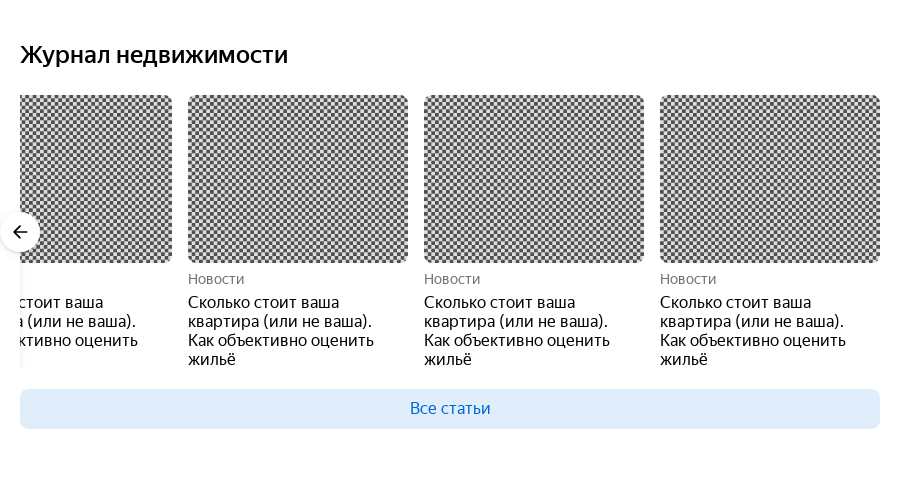 Журнал недвижимости
Новости
Новости
Новости
стоит ваша
(или не ваша).
оценить
Сколько стоит ваша
квартира (или не ваша).
Как объективно оценить
жильё
Сколько стоит ваша
квартира (или не ваша).
Как объективно оценить
жильё
Сколько стоит ваша
квартира (или не ваша).
Как объективно оценить
жильё
Все статьи